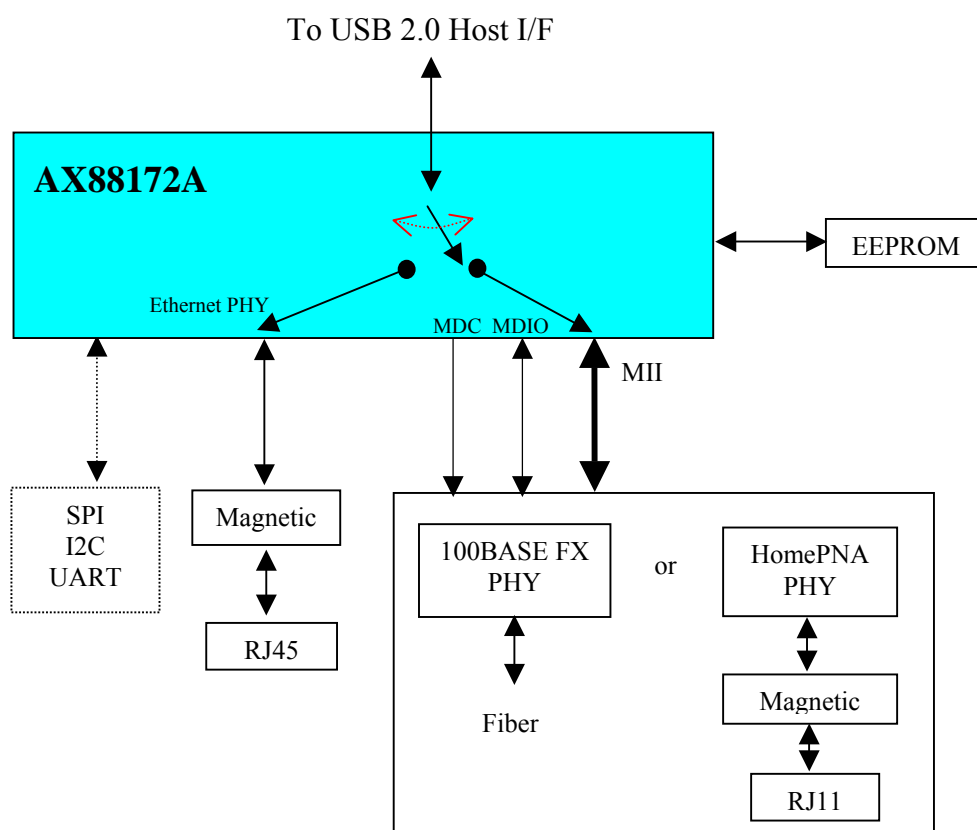 To USB 2.0 Host I/F
AX88172A
EEPROM
Ethernet PHY
MDC MDIO
MII
SPI
I2C
UART
Magnetic
RJ45
100BASE FX
PHY
or
HomePNA
PHY
Fiber
Magnetic
RJ11